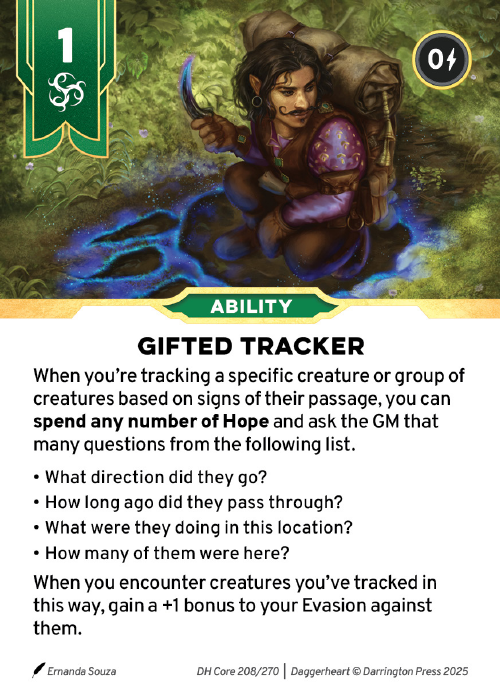 1
0
ABILITY
GIFTED TRACKER
When you're tracking a specific creature or group of
creatures based on signs of their passage, you can
spend any number of Hope and ask the GM that
many questions from the following list.
• What direction did they go?
• How long ago did they pass through?
• What were they doing in this location?
• How many of them were here?
When you encounter creatures you've tracked in
this way, gain a +1 bonus to your Evasion against
them.
Ernanda Souza
DH Core 208/270 | Daggerheart © Darrington Press 2025